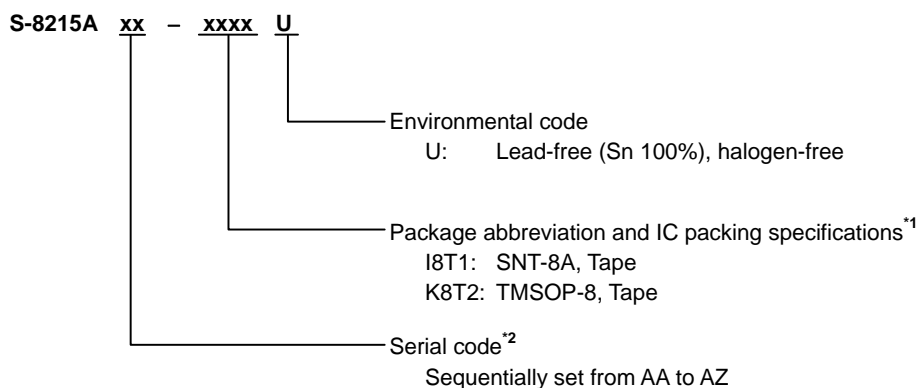 S-8215A xx – xxxx U
Environmental code
U: Lead-free (Sn 100%), halogen-free
Package abbreviation and IC packing specifications*1
I8T1: SNT-8A, Tape
K8T2: TMSOP-8, Tape
Serial code*2
Sequentially set from AA to AZ